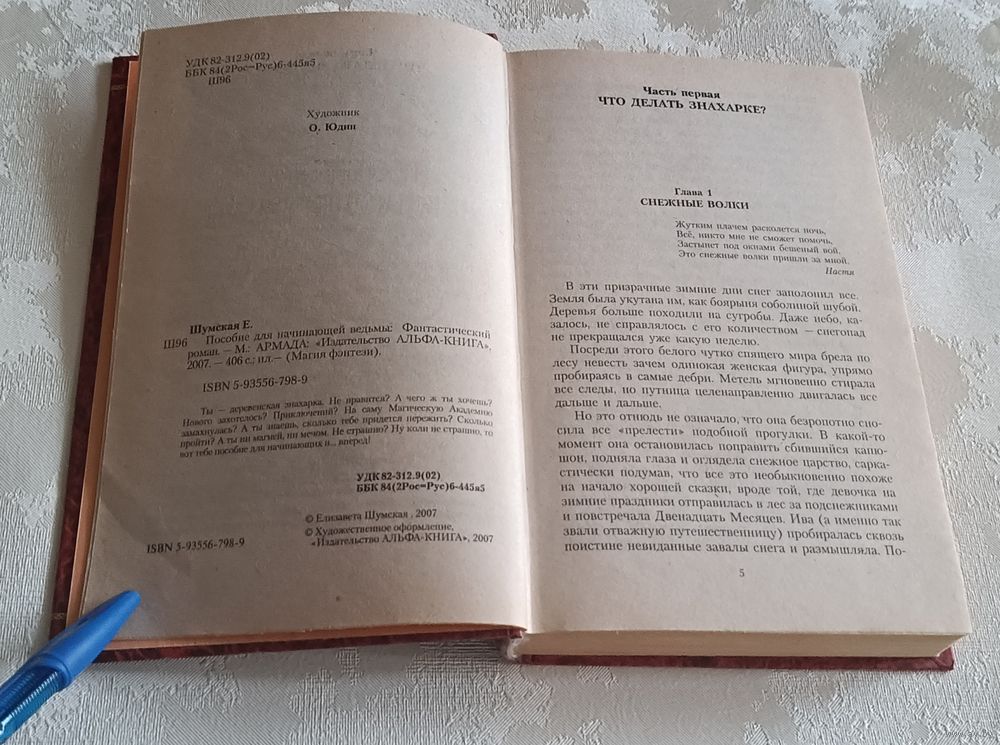 УДК 82-312.9(02)
ББК 84(2Рос=Рус)6-445я5
Ш96
Художник
О. Юдин
Шумская Е.
Ш96 Пособие для начинающей ведьмы: Фантастический
роман. — М.: АРМАДА: «Издательство АЛЬФА-КНИГА»,
2007. — 406 с.: ил.— (Магия фэнтези).
ISBN 5-93556-798-9
Ты — деревенская знахарка. Не нравится? А чего ж ты хочешь?
Нового захотелось? Приключений? На саму Магическую Академию
замахнулась? А ты знаешь, сколько тебе придется пережить? Сколько
пройти? А ты ни магией, ни мечом. Не страшно? Ну коли не страшно, то
вот тебе пособие для начинающих и... вперед!
УДК 82-312.9(02)
ББК 84(2Рос=Рус)6-445я5
© Елизавета Шумская, 2007
© Художественное оформление,
«Издательство АЛЬФА-КНИГА», 2007
ISBN 5-93556-798-9
Часть первая
ЧТО ДЕЛАТЬ ЗНАХАРКЕ?
Глава 1
СНЕЖНЫЕ ВОЛКИ
Жутким плачем расколется ночь,
Всё, никто мне не сможет помочь,
Застынет под окнами бешеный вой,
Это снежные волки пришли за мной.
Настя
В эти призрачные зимние дни снег заполонил все.
Земля была укутана им, как боярыня соболиной шубой.
Деревья больше походили на сугробы. Даже небо, ка-
залось, не справлялось с его количеством — снегопад
не прекращался уже какую неделю.
Посреди этого белого чутко спящего мира брела по
лесу невесть зачем одинокая женская фигура, упрямо
пробираясь в самые дебри. Метель мгновенно стирала
все следы, но путница целенаправленно двигалась все
дальше и дальше.
Но это отнюдь не означало, что она безропотно сно-
сила все «прелести» подобной прогулки. В какой-то
момент она остановилась поправить сбившийся капю-
шон, подняла глаза и оглядела снежное царство, сарка-
стически подумав, что все это необыкновенно похоже
на начало хорошей сказки, вроде той, где девочка на
зимние праздники отправилась в лес за подснежниками
и повстречала Двенадцать Месяцев. Ива (а именно так
звали отважную путешественницу) пробиралась сквозь
поистине невиданные завалы снега и размышляла. По-
5